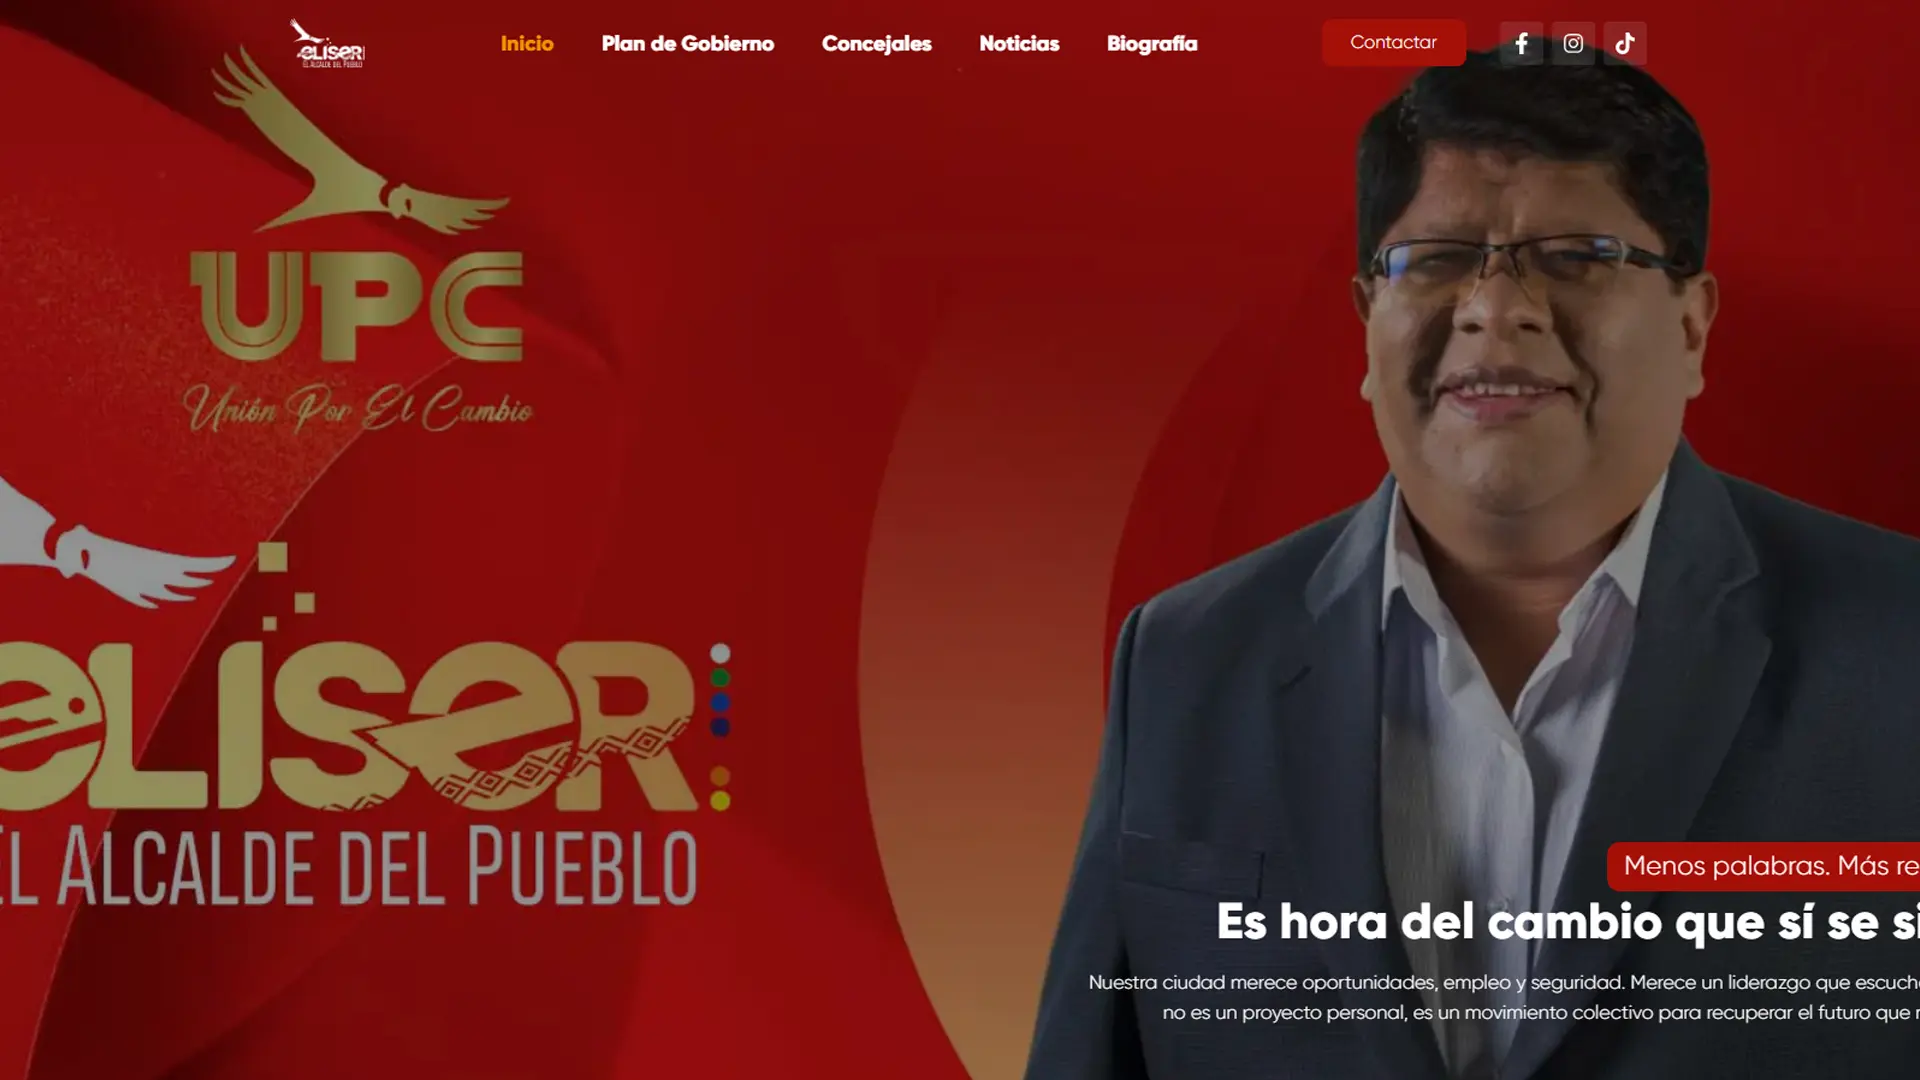 eLiSeR
EL ALCALDE DEL PUEBLO
Inicio
Plan de Gobierno
Concejales
Noticias
Biografía
Contactar
UPC
Unión Por El Cambio
eLiSeR
EL ALCALDE DEL PUEBLO
Menos palabras. Más re
Es hora del cambio que sí se si
Nuestra ciudad merece oportunidades, empleo y seguridad. Merece un liderazgo que escuch
no es un proyecto personal, es un movimiento colectivo para recuperar el futuro que